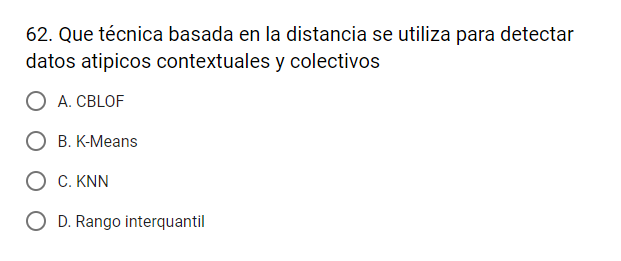 62. Que técnica basada en la distancia se utiliza para detectar
datos atipicos contextuales y colectivos
A. CBLOF
B. K-Means
C. KNN
D. Rango interquantil